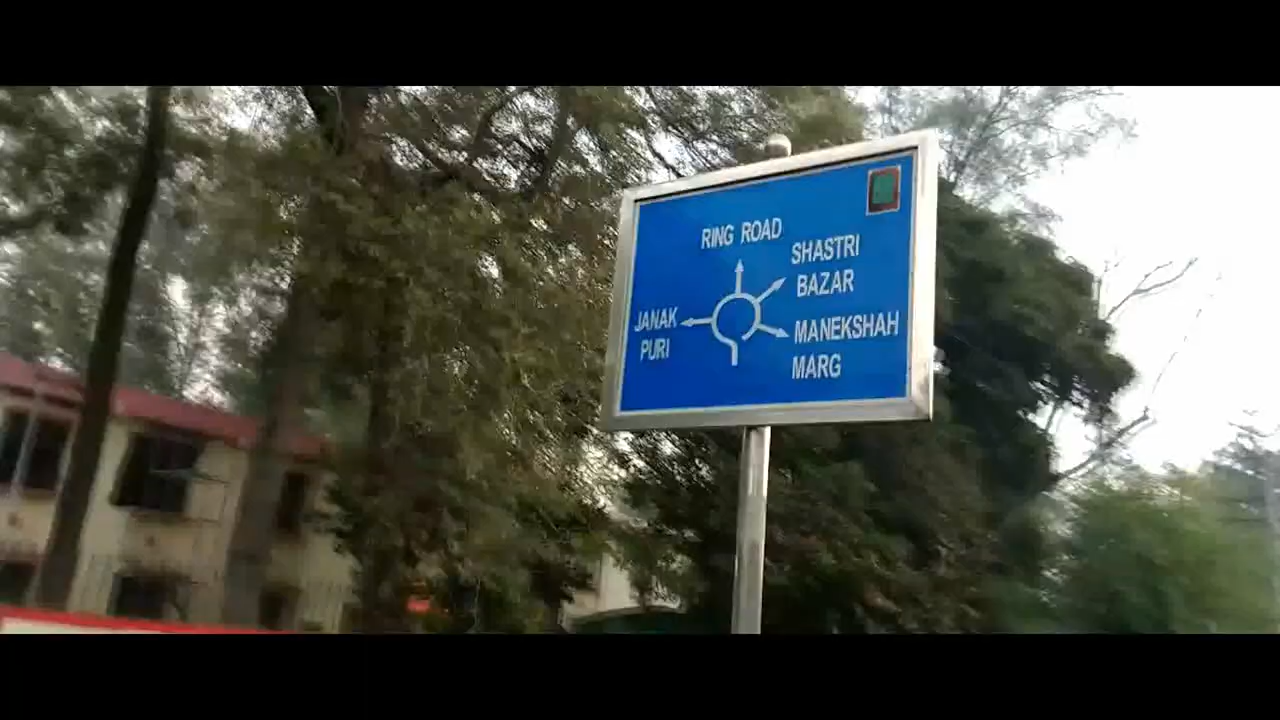 RING ROAD
SHASTRI
BAZAR
JANAK
PURI
MANEKSHAH
MARG